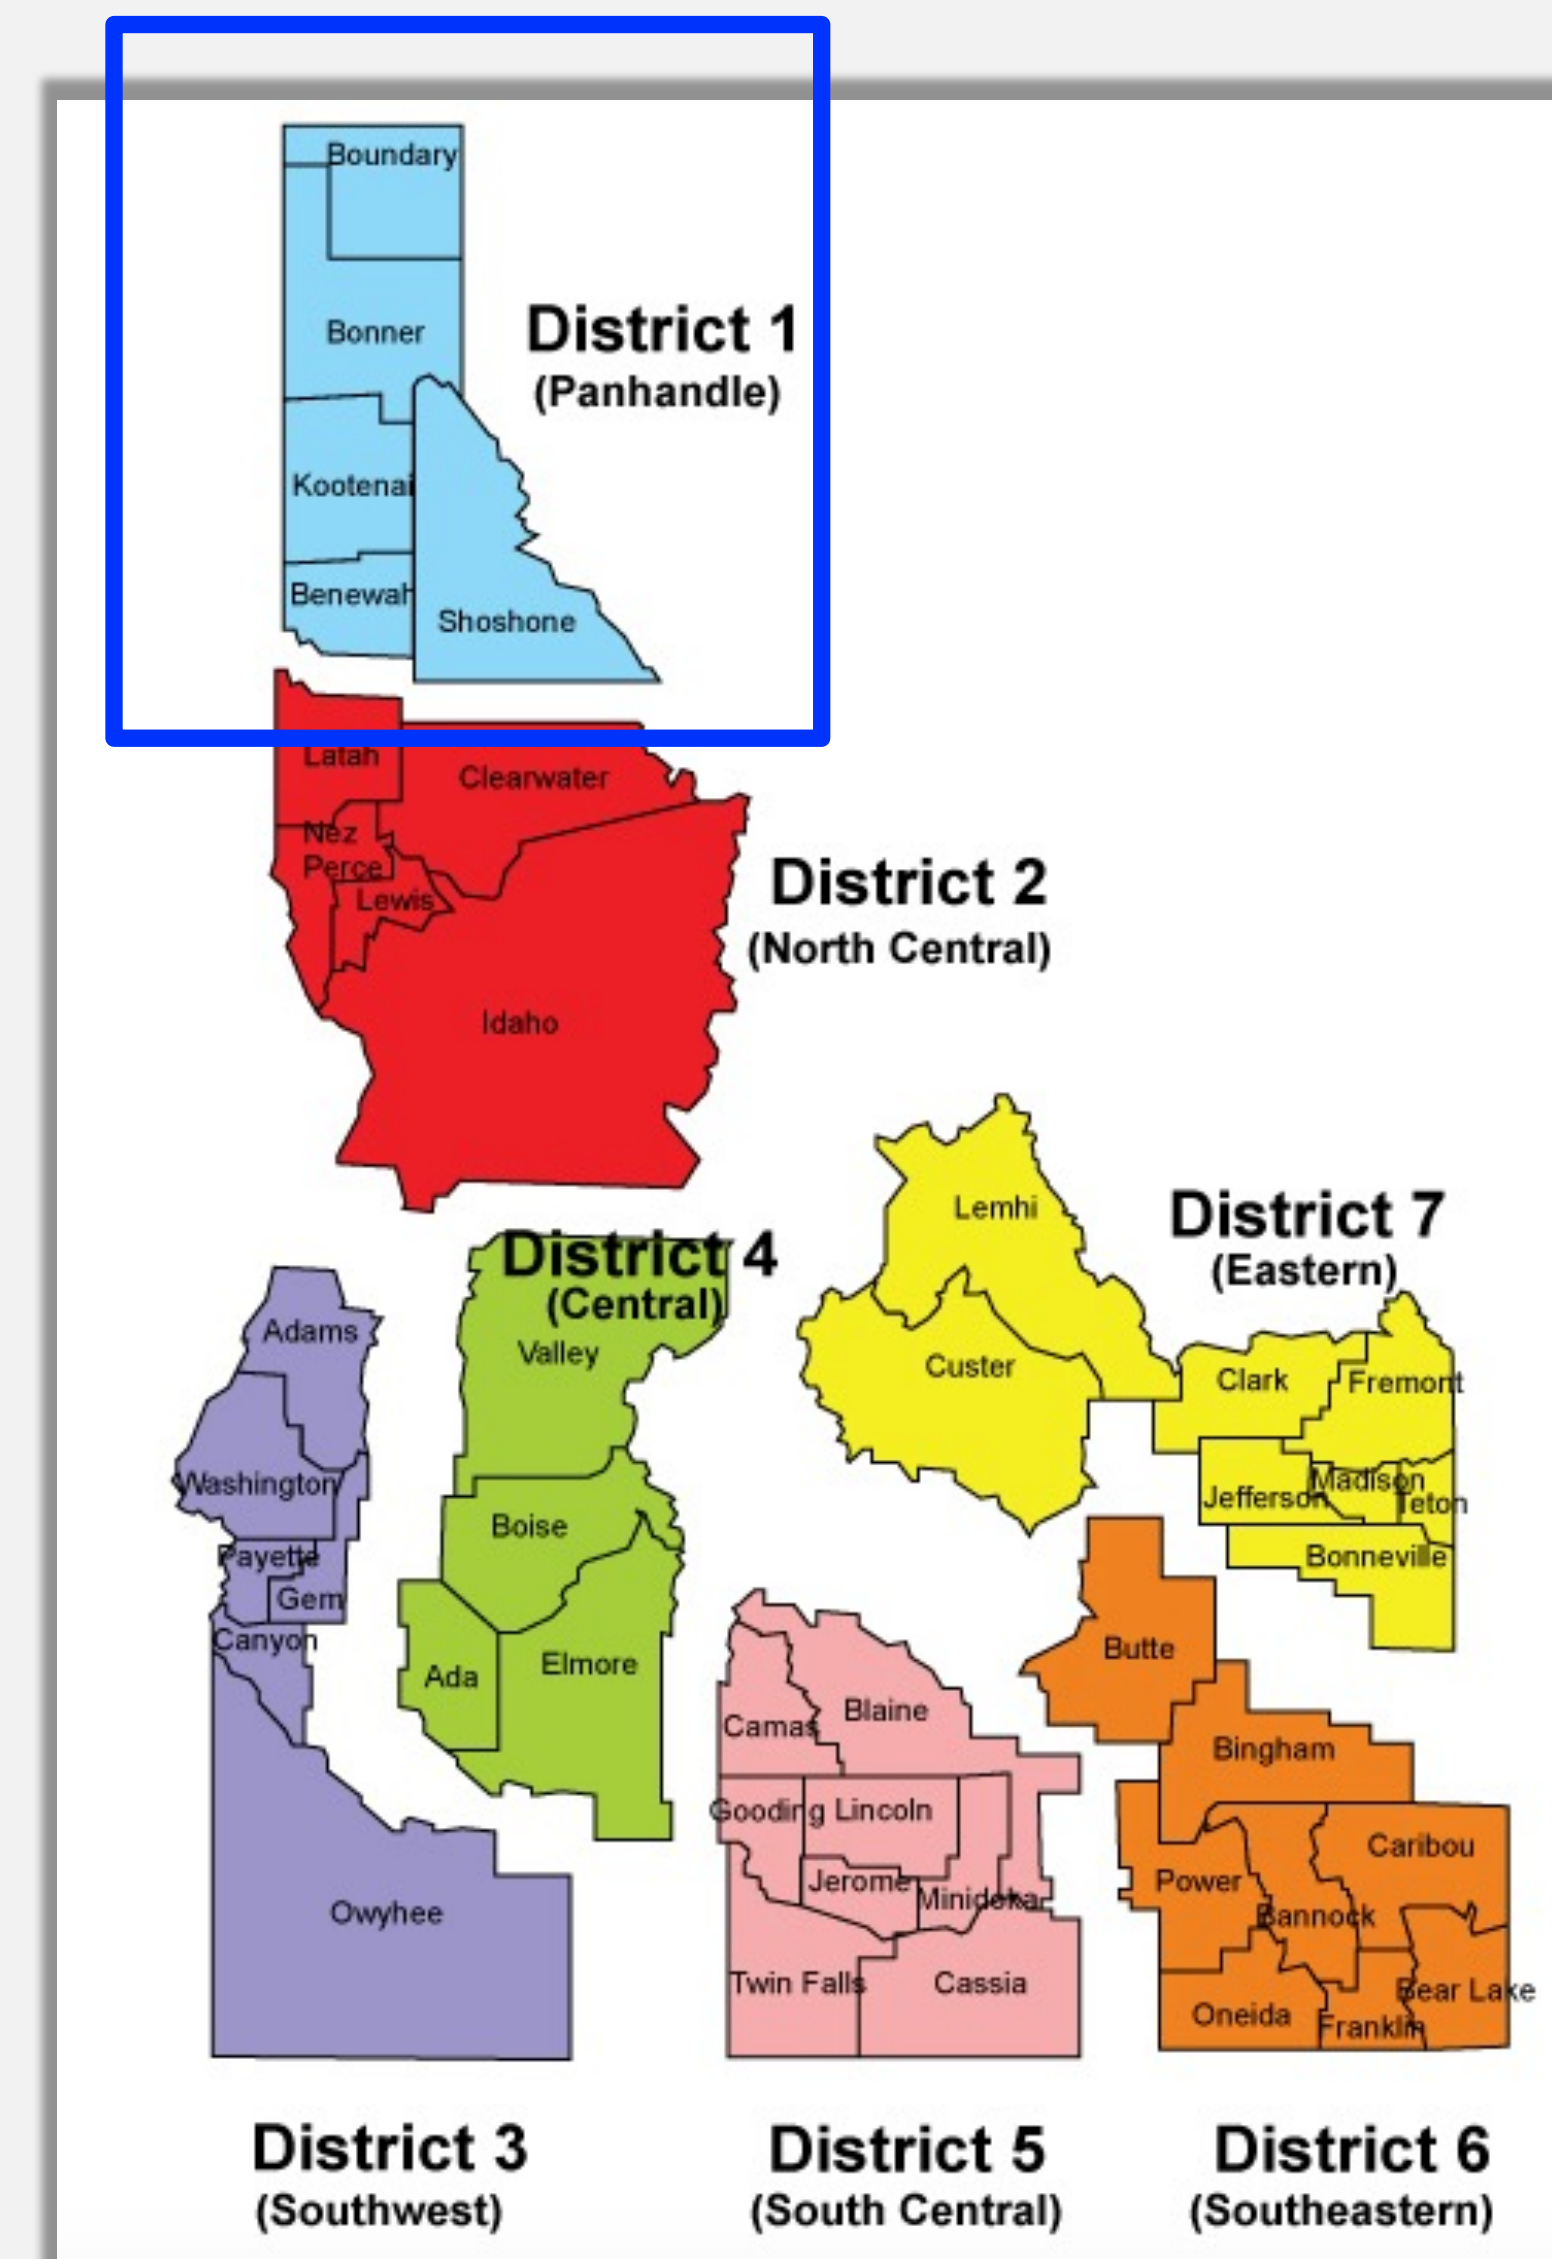 Boundary
Bonner
District 1
(Panhandle)
Kootenai
Benewah
Shoshone
Latah
Clearwater
Nez
Perce
Lewis
District 2
(North Central)
Idaho
Lemhi
District 7
(Eastern)
District 4
(Central)
Adams
Valley
Custer
Clark
Fremont
Washington
Madison
Jefferson
Teton
Boise
Payette
Bonneville
Gem
Canyon
Butte
Ada
Elmore
Camas
Blaine
Bingham
Gooding
Lincoln
Caribou
Jerome
Power
Minidoka
Owyhee
Bannock
Twin Falls
Cassia
Bear Lake
Oneida
Franklin
District 3
(Southwest)
District 5
(South Central)
District 6
(Southeastern)